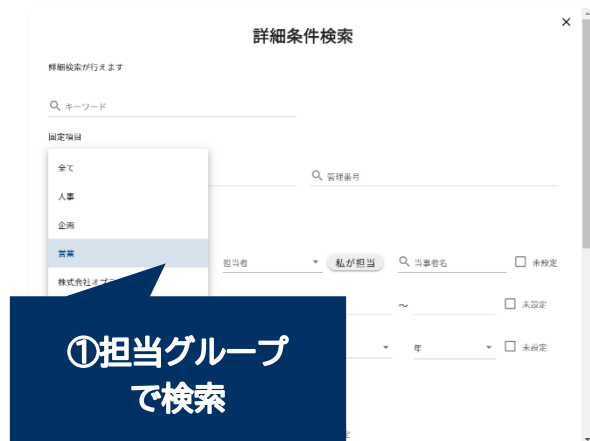 詳細条件検索
詳細検索が行えます
キーワード
固定項目
全て
人事
企画
営業
株式会社オプ
管理番号
担当者
私が担当
当事者名
未設定
~
未設定
年
未設定
①担当グループ
で検索